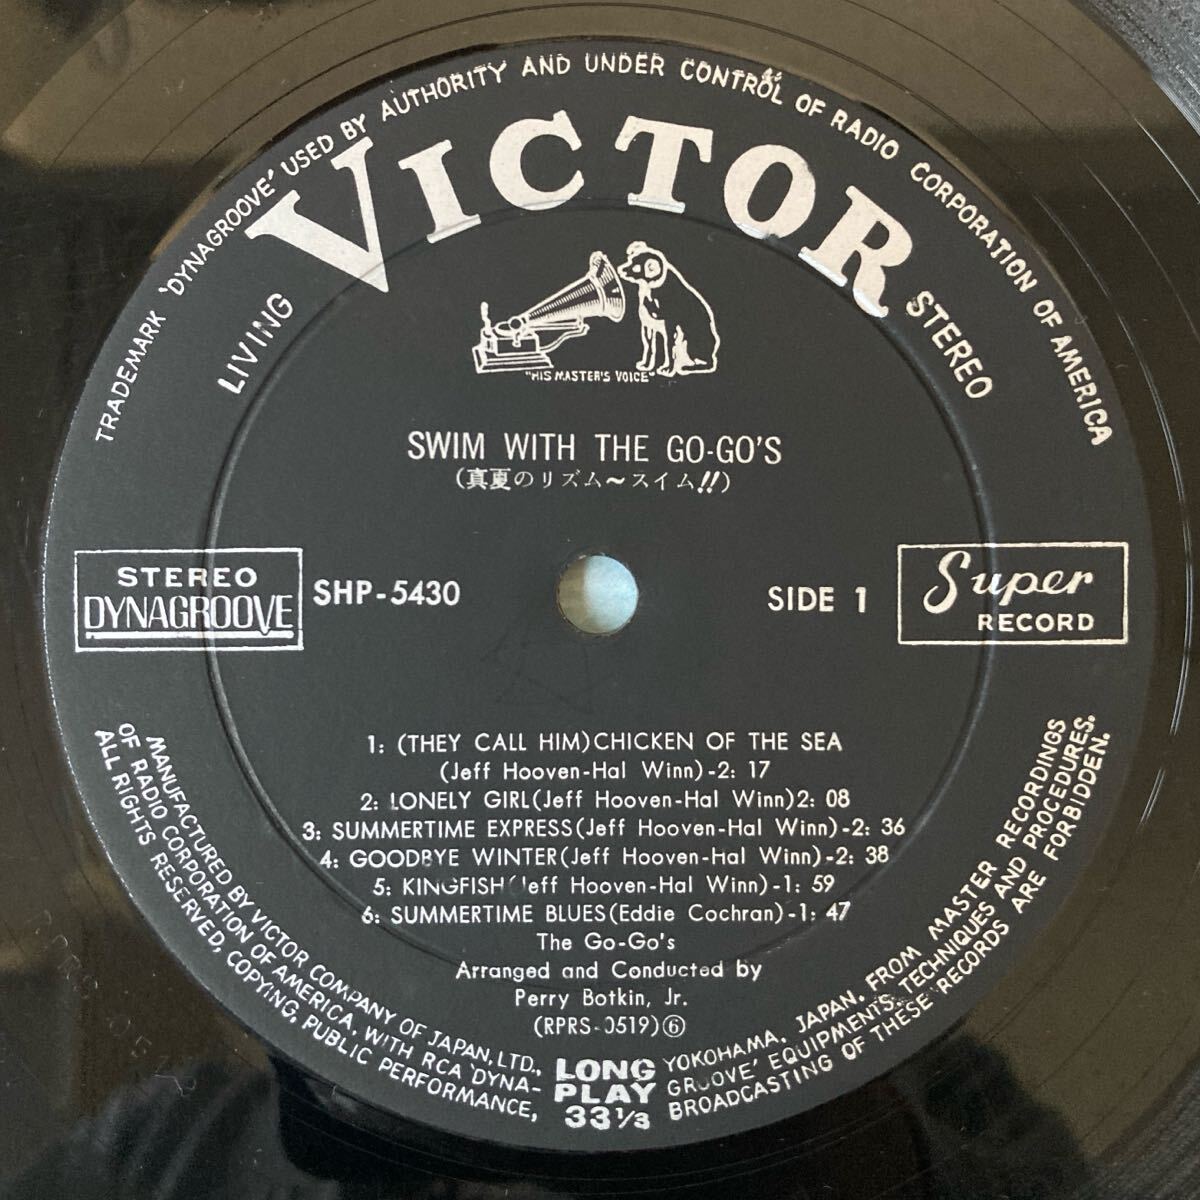 TRADEMARK 'DYNAGROOVE' USED BY AUTHORITY AND UNDER CONTROL OF RADIO CORPORATION OF AMERICA
LIVING VICTOR STEREO
"HIS MASTER'S VOICE"
SWIM WITH THE GO-GO'S
(真夏のリズム〜スイム!!)
STEREO
DYNAGROOVE
SHP-5430
SIDE 1
Super
RECORD
1: (THEY CALL HIM)CHICKEN OF THE SEA
(Jeff Hooven-Hal Winn)-2: 17
2: LONELY GIRL(Jeff Hooven-Hal Winn)2: 08
3: SUMMERTIME EXPRESS(Jeff Hooven-Hal Winn)-2: 36
4: GOODBYE WINTER(Jeff Hooven-Hal Winn)-2: 38
5: KINGFISH(Jeff Hooven-Hal Winn)-1: 59
6: SUMMERTIME BLUES(Eddie Cochran)-1: 47
The Go-Go's
Arranged and Conducted by
Perry Botkin, Jr.
(RPRS-0519)⑥
LONG
PLAY
33 1/3
MANUFACTURED BY VICTOR COMPANY OF JAPAN, LTD., YOKOHAMA, JAPAN, FROM MASTER RECORDINGS
OF RADIO CORPORATION OF AMERICA, WITH RCA 'DYNA-GROOVE' EQUIPMENTS, TECHNIQUES AND PROCEDURES.
ALL RIGHTS RESERVED, COPYING, PUBLIC PERFORMANCE, BROADCASTING OF THESE RECORDS ARE FORBIDDEN.